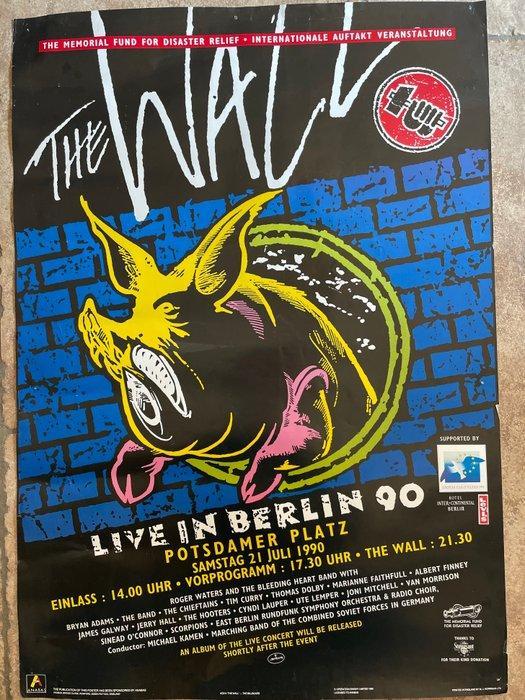 THE WALL
THE MEMORIAL FUND FOR DISASTER RELIEF • INTERNATIONALE AUFTAKT VERANSTALTUNG
LIVE IN BERLIN 90
POTSDAMER PLATZ
SAMSTAG 21 JULI 1990
EINLASS : 14.00 UHR • VORPROGRAMM : 17.30 UHR • THE WALL : 21.30
ROGER WATERS AND THE BLEEDING HEART BAND WITH
BRYAN ADAMS • THE BAND • THE CHIEFTAINS • TIM CURRY • THOMAS DOLBY • MARIANNE FAITHFULL • ALBERT FINNEY
JAMES GALWAY • JERRY HALL • THE HOOTERS • CYNDI LAUPER • UTE LEMPER • JONI MITCHELL • VAN MORRISON
SINEAD O'CONNOR • SCORPIONS • EAST BERLIN RUNDFUNK SYMPHONY ORCHESTRA & RADIO CHOIR,
Conductor: MICHAEL KAMEN • MARCHING BAND OF THE COMBINED SOVIET FORCES IN GERMANY
AN ALBUM OF THE LIVE CONCERT WILL BE RELEASED
SHORTLY AFTER THE EVENT
SUPPORTED BY
HOTEL
INTER-CONTINENTAL
BERLIN
THE MEMORIAL FUND
FOR DISASTER RELIEF
THANKS TO
FOR THEIR KIND DONATION